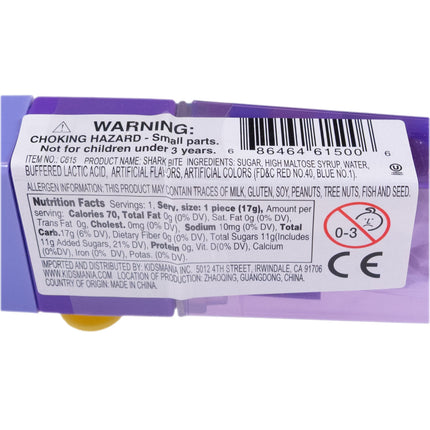 WARNING:
CHOKING HAZARD - Small parts.
Not for children under 3 years.
6 86464 61500 6
ITEM NO.: C615 PRODUCT NAME: SHARK BITE INGREDIENTS: SUGAR, HIGH MALTOSE SYRUP, WATER,
BUFFERED LACTIC ACID, ARTIFICIAL FLAVORS, ARTIFICIAL COLORS (FD&C RED NO.40, BLUE NO.1).
ALLERGEN INFORMATION: THIS PRODUCT MAY CONTAIN TRACES OF MILK, GLUTEN, SOY, PEANUTS, TREE NUTS, FISH AND SEED.
Nutrition Facts Servings: 1, Serv. size: 1 piece (17g), Amount per
serving: Calories 70, Total Fat 0g (0% DV), Sat. Fat 0g (0% DV),
Trans Fat 0g, Cholest. 0mg (0% DV), Sodium 10mg (0% DV), Total
Carb.17g (6% DV), Dietary Fiber 0g (0% DV), Total Sugars 11g(Includes
11g Added Sugars, 21% DV), Protein 0g, Vit. D(0% DV), Calcium
(0%DV), Iron (0% DV), Potas. (0% DV).
0-3
CE
IMPORTED AND DISTRIBUTED BY: KIDSMANIA INC. 5012 4TH STREET, IRWINDALE, CA 91706
WWW.KIDSMANIA.COM LOCATION OF PRODUCTION: ZHAOQING, GUANGDONG, CHINA.
EXPIRATION DATE: